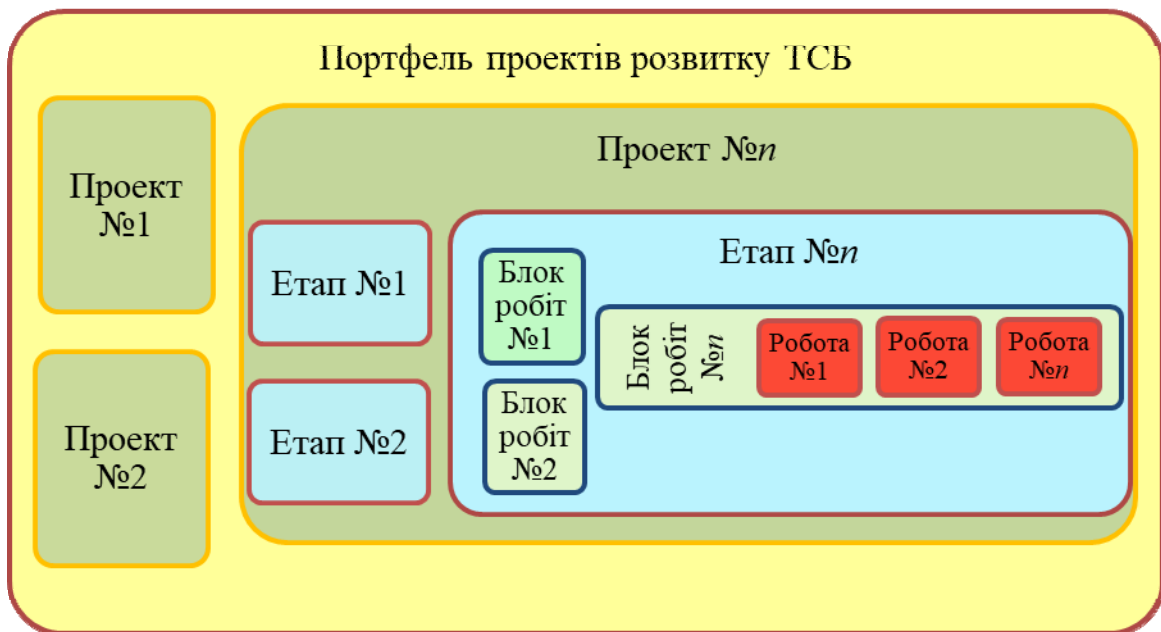 Портфель проектів розвитку ТСБ
Проект
№1
Проект
№2
Проект №n
Етап №1
Етап №2
Етап №n
Блок
робіт
№1
Блок
робіт
№2
Блок
робіт
№n
Робота
№1
Робота
№2
Робота
№n